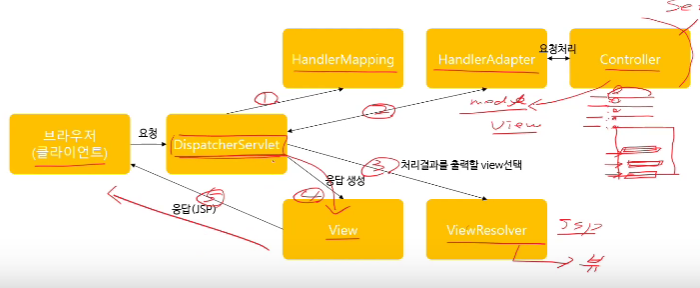 Se
HandlerMapping
HandlerAdapter
요청처리
Controller
①
②
model
View
브라우저
(클라이언트)
요청
DispatcherServlet
③
처리결과를 출력할 view선택
④
응답 생성
⑤
응답(JSP)
View
ViewResolver
JSP
뷰